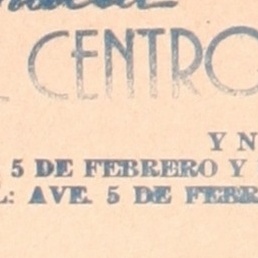 CENTRO
Y N
5 DE FEBRERO Y
L: AVE. 5 DE FEBR